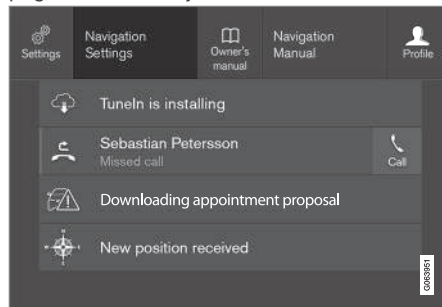 Settings
Navigation
Settings
Owner's
manual
Navigation
Manual
Profile
TuneIn is installing
Sebastian Petersson
Missed call
Call
Downloading appointment proposal
New position received
G063951